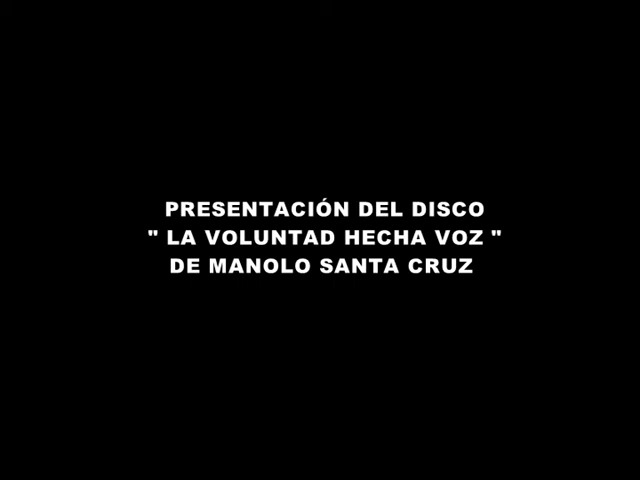 PRESENTACIÓN DEL DISCO
" LA VOLUNTAD HECHA VOZ "
DE MANOLO SANTA CRUZ